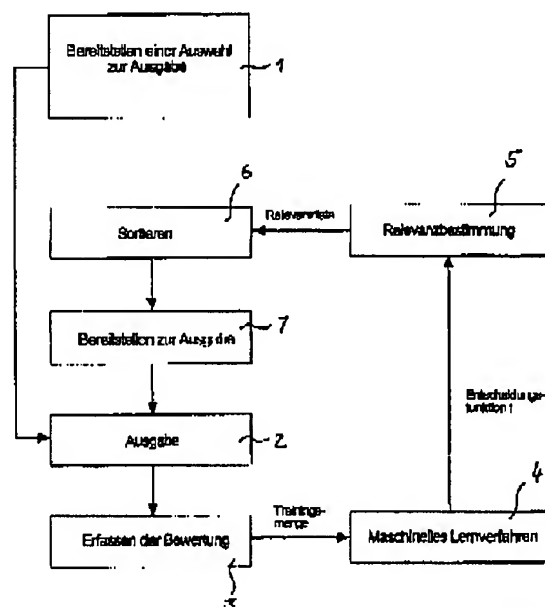 Bereitstellen einer Auswahl
zur Ausgabe
1
5
6
Relevanzbestimmung
Sortieren
7
Bereitstellen zur Ausgabe
Entscheidungs-
funktion f
Ausgabe
2
Trainings-
menge
4
Erfassen der Bewertung
Maschinelles Lernverfahren
3